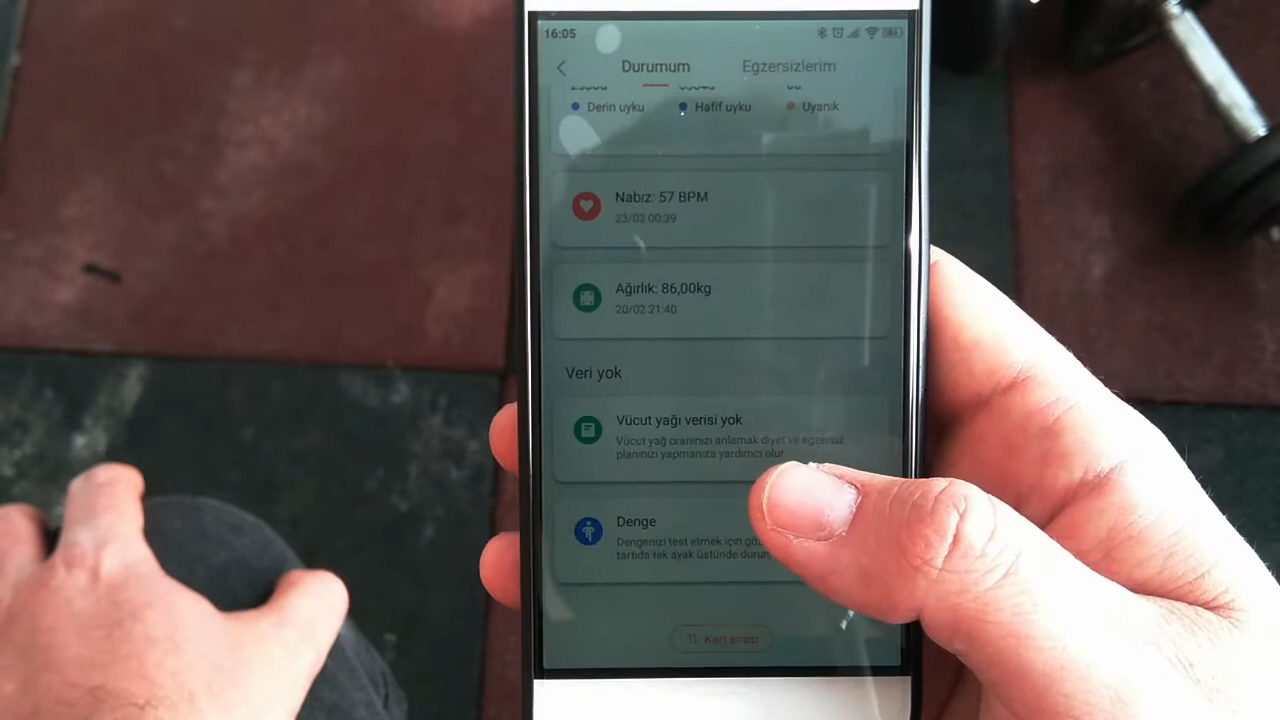 16:05
Durumum Egzersizlerim
Derin uyku Hafif uyku Uyanık
Nabız: 57 BPM
23/02 00:39
Ağırlık: 86,00kg
20/02 21:40
Veri yok
Vücut yağı verisi yok
Vücut yağ oranınızı anlamak diyet ve egzersiz
planınızı yapmanıza yardımcı olur
Denge
Dengenizi test etmek için
tartıda tek ayak üstünde
Kart sırası